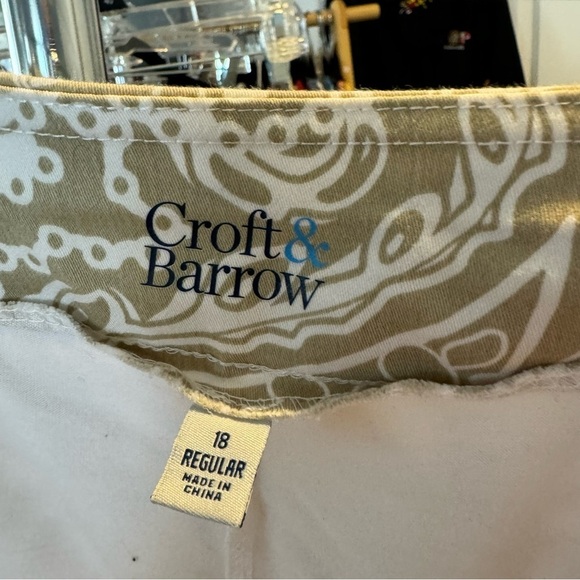 Croft&
Barrow
18
REGULAR
MADE IN
CHINA